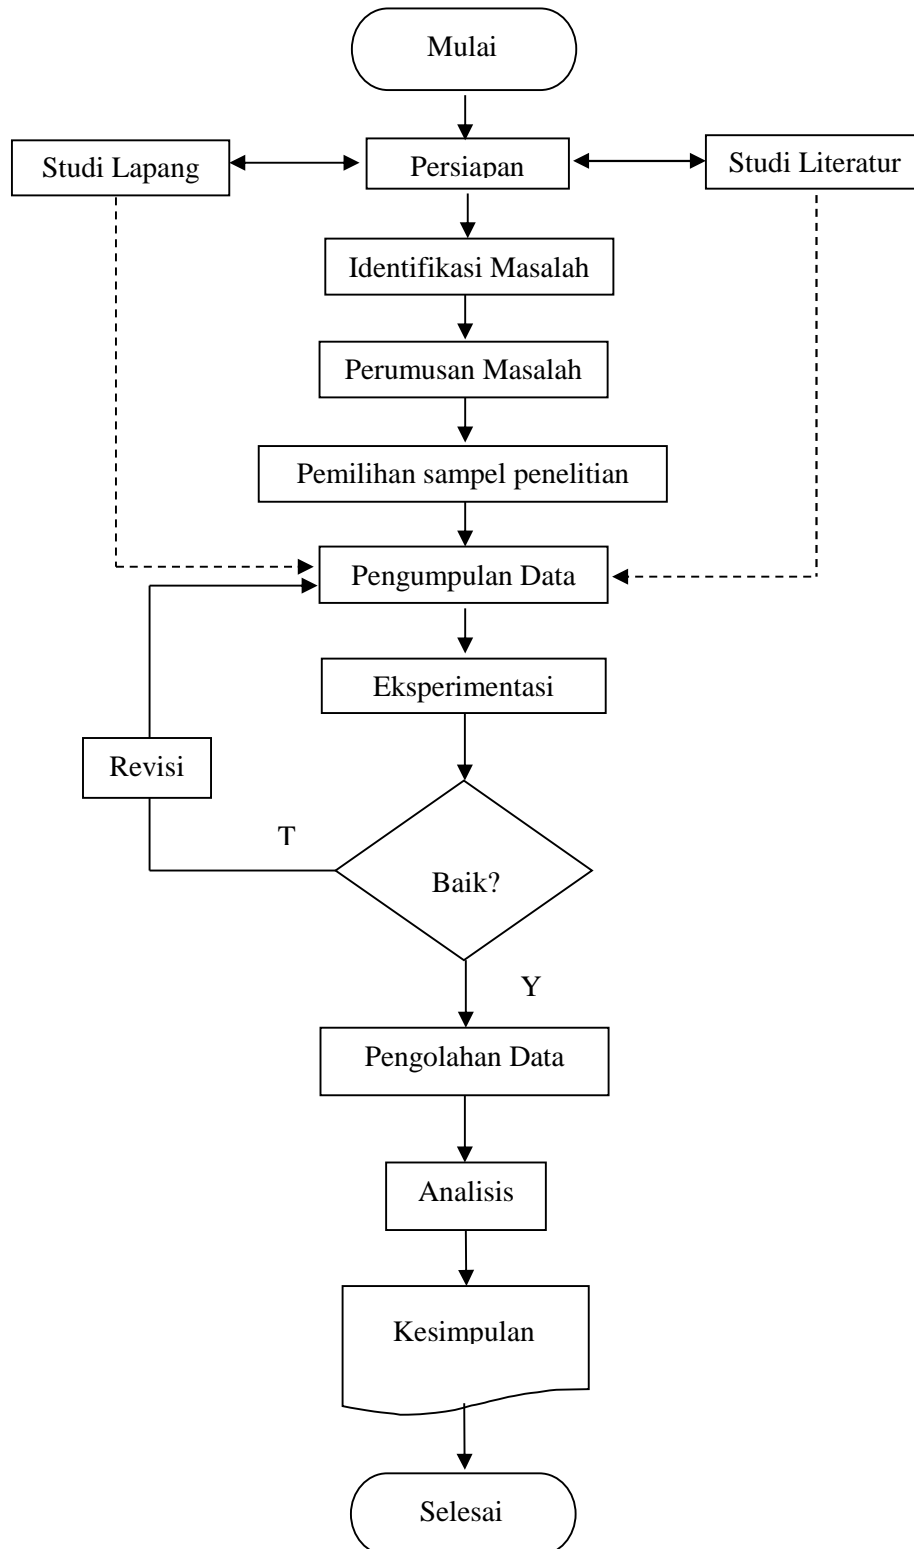 Mulai
Studi Lapang
Persiapan
Studi Literatur
Identifikasi Masalah
Perumusan Masalah
Pemilihan sampel penelitian
Pengumpulan Data
Eksperimentasi
Revisi
T
Baik?
Y
Pengolahan Data
Analisis
Kesimpulan
Selesai